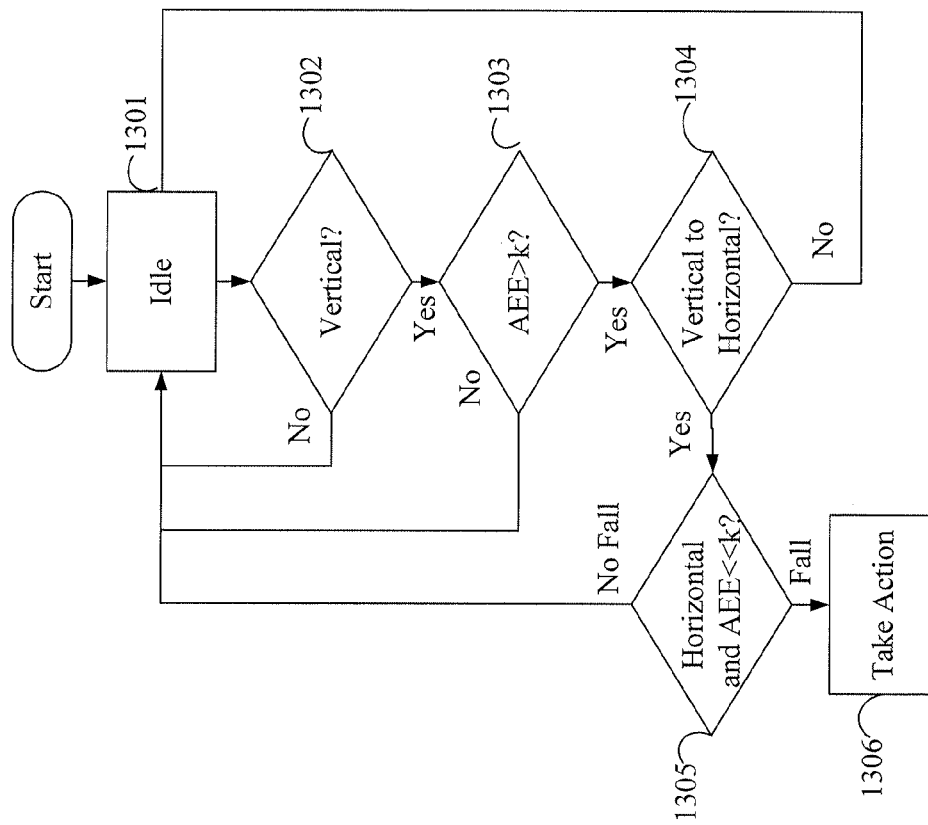 Start
1301
Idle
1302
Vertical?
No
Yes
1303
AEE>k?
No
Yes
1304
Vertical to
Horizontal?
No
Yes
1305
Horizontal
and AEE<<k?
No Fall
Fall
1306
Take Action